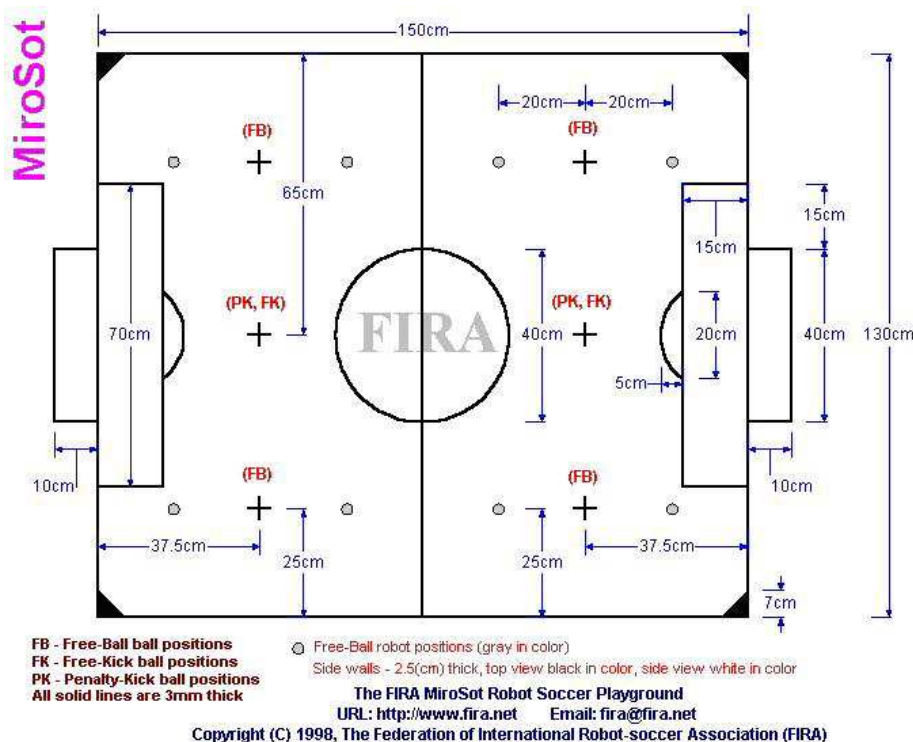 MiroSot
150cm
20cm 20cm
(FB) (FB)
65cm
15cm
15cm
(PK, FK) (PK, FK)
70cm FIRA 40cm 20cm 40cm 130cm
5cm
(FB) (FB)
10cm 10cm
37.5cm 25cm 25cm 37.5cm
7cm
FB - Free-Ball ball positions
FK - Free-Kick ball positions
PK - Penalty-Kick ball positions
All solid lines are 3mm thick
Free-Ball robot positions (gray in color)
Side walls - 2.5(cm) thick, top view black in color, side view white in color
The FIRA MiroSot Robot Soccer Playground
URL: http://www.fira.net Email: fira@fira.net
Copyright (C) 1998, The Federation of International Robot-soccer Association (FIRA)